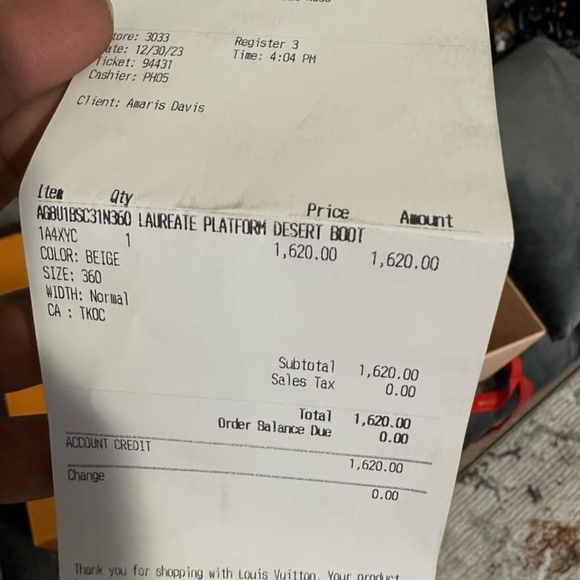 ore: 3033 Register 3
ate: 12/30/23 Time: 4:04 PM
icket: 94431
Cashier: PH05
Client: Amaris Davis
Item Qty Price Amount
AG8U1BSC31N360 LAUREATE PLATFORM DESERT BOOT
1A4XYC 1 1,620.00 1,620.00
COLOR: BEIGE
SIZE: 360
WIDTH: Normal
CA : TKOC
Subtotal 1,620.00
Sales Tax 0.00
Total 1,620.00
Order Balance Due 0.00
ACCOUNT CREDIT 1,620.00
Change 0.00
Thank you for shopping with Louis Vuitton. Your product